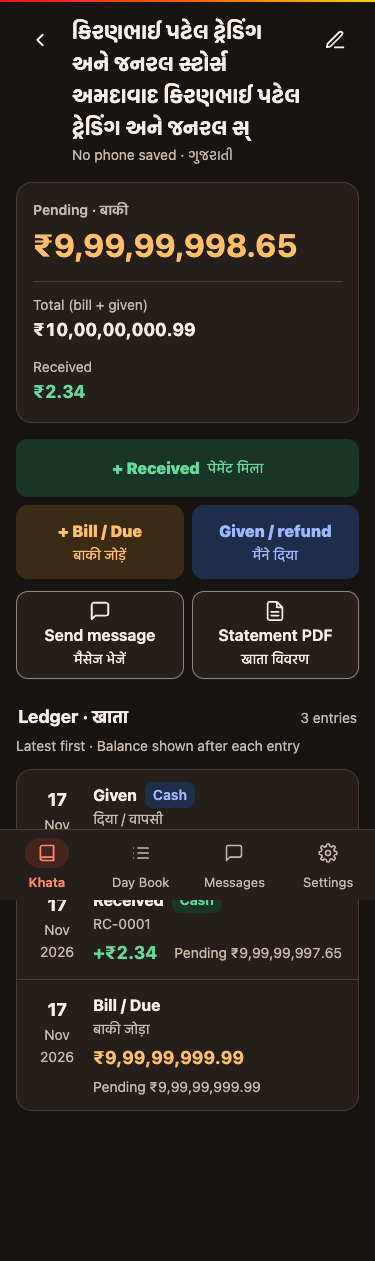 કિરણભાઈ પટેલ ટ્રેડિંગ
અને જનરલ સ્ટોર્સ
અમદાવાદ કિરણભાઈ પટેલ
ટ્રેડિંગ અને જનરલ સ્
No phone saved · ગુજરાતી
Pending · बाकी
₹9,99,99,998.65
Total (bill + given)
₹10,00,00,000.99
Received
₹2.34
+ Received पेमेंट मिला
+ Bill / Due
बाकी जोड़ें
Given / refund
मैंने दिया
Send message
मैसेज भेजें
Statement PDF
खाता विवरण
Ledger · खाता
3 entries
Latest first · Balance shown after each entry
17
Nov
Given Cash
दिया / वापसी
Khata
Day Book
Messages
Settings
17
Nov
2026
Received Cash
RC-0001
+₹2.34 Pending ₹9,99,99,997.65
17
Nov
2026
Bill / Due
बाकी जोड़ा
₹9,99,99,999.99
Pending ₹9,99,99,999.99